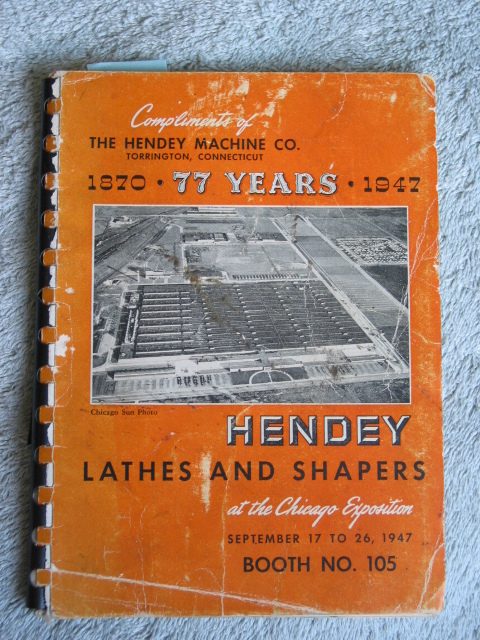 Compliments of
THE HENDEY MACHINE CO.
TORRINGTON, CONNECTICUT
1870 • 77 YEARS • 1947
Chicago Sun Photo
HENDEY
LATHES AND SHAPERS
at the Chicago Exposition
SEPTEMBER 17 TO 26, 1947
BOOTH NO. 105